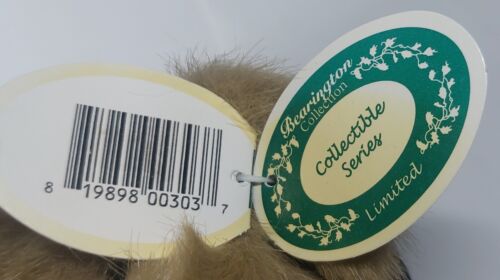 8 19898 00303 7
Bearington
Collection
Collectible
Series
Limited